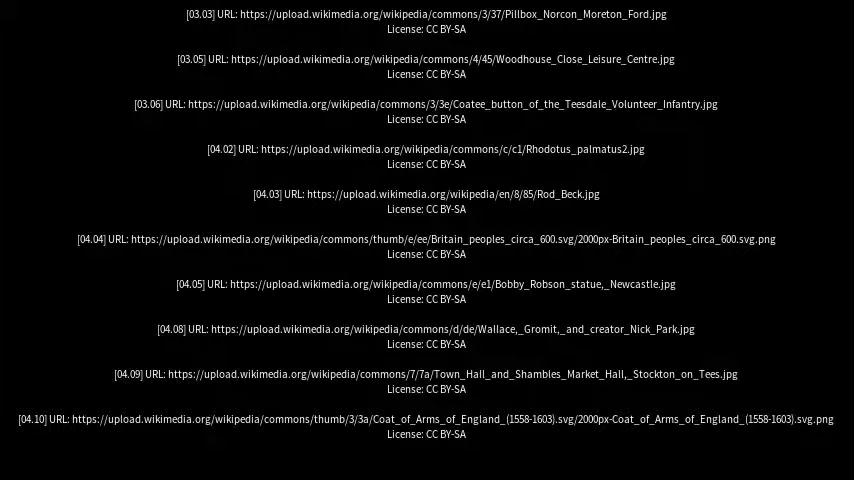 [03.03] URL: https://upload.wikimedia.org/wikipedia/commons/3/37/Pillbox_Norcon_Moreton_Ford.jpg
License: CC BY-SA
[03.05] URL: https://upload.wikimedia.org/wikipedia/commons/4/45/Woodhouse_Close_Leisure_Centre.jpg
License: CC BY-SA
[03.06] URL: https://upload.wikimedia.org/wikipedia/commons/3/3e/Coatee_button_of_the_Teesdale_Volunteer_Infantry.jpg
License: CC BY-SA
[04.02] URL: https://upload.wikimedia.org/wikipedia/commons/c/c1/Rhodotus_palmatus2.jpg
License: CC BY-SA
[04.03] URL: https://upload.wikimedia.org/wikipedia/en/8/85/Rod_Beck.jpg
License: CC BY-SA
[04.04] URL: https://upload.wikimedia.org/wikipedia/commons/thumb/e/ee/Britain_peoples_circa_600.svg/2000px-Britain_peoples_circa_600.svg.png
License: CC BY-SA
[04.05] URL: https://upload.wikimedia.org/wikipedia/commons/e/e1/Bobby_Robson_statue,_Newcastle.jpg
License: CC BY-SA
[04.08] URL: https://upload.wikimedia.org/wikipedia/commons/d/de/Wallace,_Gromit,_and_creator_Nick_Park.jpg
License: CC BY-SA
[04.09] URL: https://upload.wikimedia.org/wikipedia/commons/7/7a/Town_Hall_and_Shambles_Market_Hall,_Stockton_on_Tees.jpg
License: CC BY-SA
[04.10] URL: https://upload.wikimedia.org/wikipedia/commons/thumb/3/3a/Coat_of_Arms_of_England_(1558-1603).svg/2000px-Coat_of_Arms_of_England_(1558-1603).svg.png
License: CC BY-SA